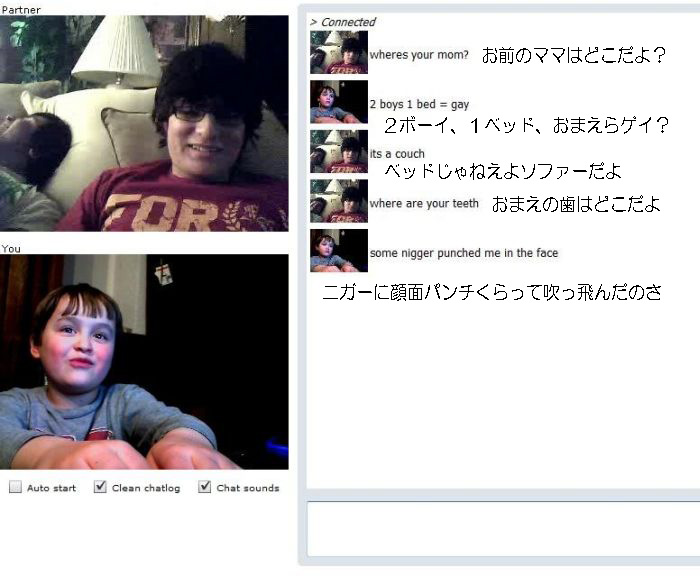 Partner
> Connected
wheres your mom? お前のママはどこだよ？
2 boys 1 bed = gay
２ボーイ、１ベッド、おまえらゲイ？
its a couch
ベッドじゃねえよソファーだよ
where are your teeth おまえの歯はどこだよ
some nigger punched me in the face
ニガーに顔面パンチくらって吹っ飛んだのさ
FOR
You
Auto start
Clean chatlog
Chat sounds